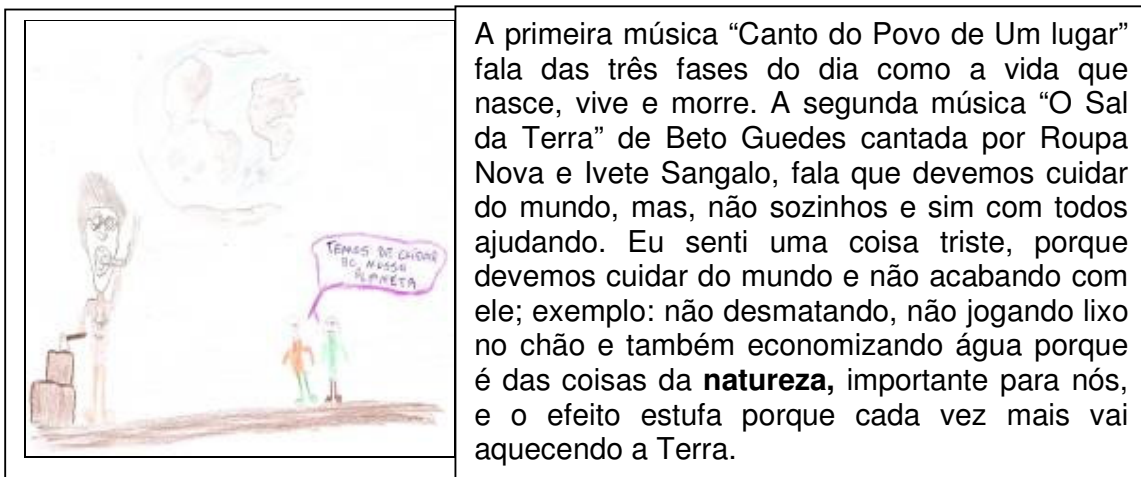 TEMOS DE CUIDAR
DO NOSSO
PLANETA
A primeira música “Canto do Povo de Um lugar”
fala das três fases do dia como a vida que
nasce, vive e morre. A segunda música “O Sal
da Terra” de Beto Guedes cantada por Roupa
Nova e Ivete Sangalo, fala que devemos cuidar
do mundo, mas, não sozinhos e sim com todos
ajudando. Eu senti uma coisa triste, porque
devemos cuidar do mundo e não acabando com
ele; exemplo: não desmatando, não jogando lixo
no chão e também economizando água porque
é das coisas da natureza, importante para nós,
e o efeito estufa porque cada vez mais vai
aquecendo a Terra.